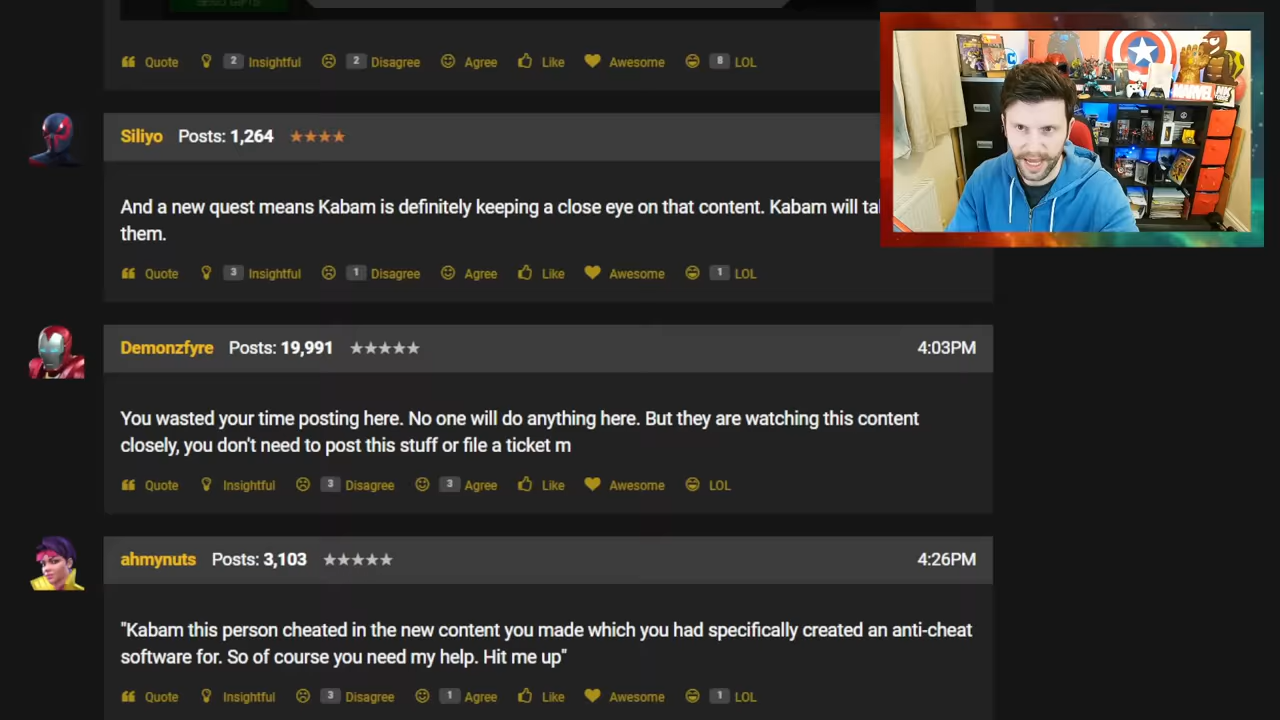 Quote 2 Insightful 2 Disagree Agree Like Awesome 8 LOL
Siliyo Posts: 1,264
And a new quest means Kabam is definitely keeping a close eye on that content. Kabam will
them.
Quote 3 Insightful 1 Disagree Agree Like Awesome 1 LOL
Demonzfyre Posts: 19,991 4:03PM
You wasted your time posting here. No one will do anything here. But they are watching this content
closely, you don't need to post this stuff or file a ticket m
Quote Insightful 3 Disagree 3 Agree Like Awesome LOL
ahmynuts Posts: 3,103 4:26PM
"Kabam this person cheated in the new content you made which you had specifically created an anti-cheat
software for. So of course you need my help. Hit me up"
Quote Insightful 3 Disagree 1 Agree Like Awesome 1 LOL
MARVEL